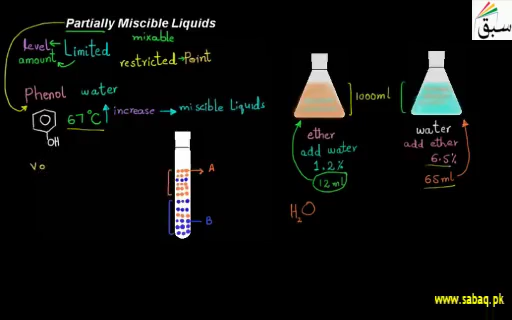 Partially Miscible Liquids
mixable
level
Limited
amount
restricted → Point
Phenol water
67°C ↑ increase → miscible Liquids
OH
vo
A
B
1000ml
ether
add water
1.2%
12ml
water
add ether
6.5%
65ml
H₂O
سبق
www.sabaq.pk